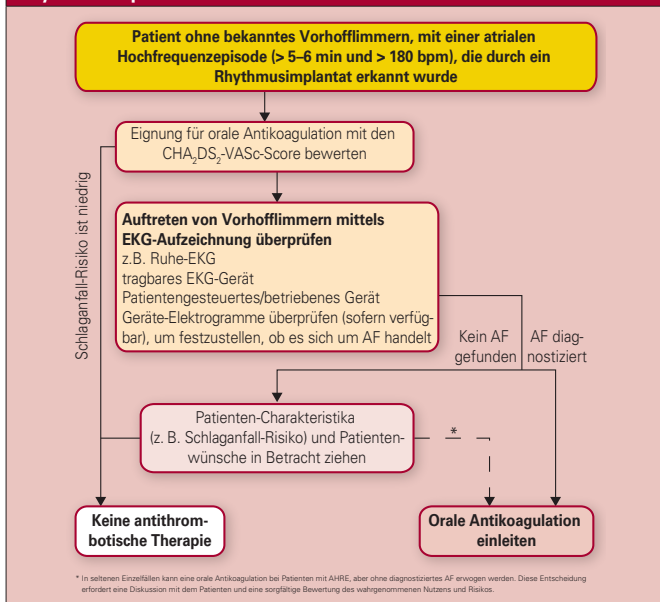 Patient ohne bekanntes Vorhofflimmern, mit einer atrialen
Hochfrequenzepisode (> 5–6 min und > 180 bpm), die durch ein
Rhythmusimplantat erkannt wurde
Eignung für orale Antikoagulation mit den
CHA2DS2-VASc-Score bewerten
Schlaganfall-Risiko ist niedrig
Auftreten von Vorhofflimmern mittels
EKG-Aufzeichnung überprüfen
z.B. Ruhe-EKG
tragbares EKG-Gerät
Patientengesteuertes/betriebenes Gerät
Geräte-Elektrogramme überprüfen (sofern verfüg-
bar), um festzustellen, ob es sich um AF handelt
Kein AF
gefunden
AF diag-
nostiziert
Patienten-Charakteristika
(z. B. Schlaganfall-Risiko) und Patienten-
wünsche in Betracht ziehen
*
Keine antithrom-
botische Therapie
Orale Antikoagulation
einleiten
* In seltenen Einzelfällen kann eine orale Antikoagulation bei Patienten mit AHRE, aber ohne diagnostiziertes AF erwogen werden. Diese Entscheidung
erfordert eine Diskussion mit dem Patienten und eine sorgfältige Bewertung des wahrgenommenen Nutzens und Risikos.